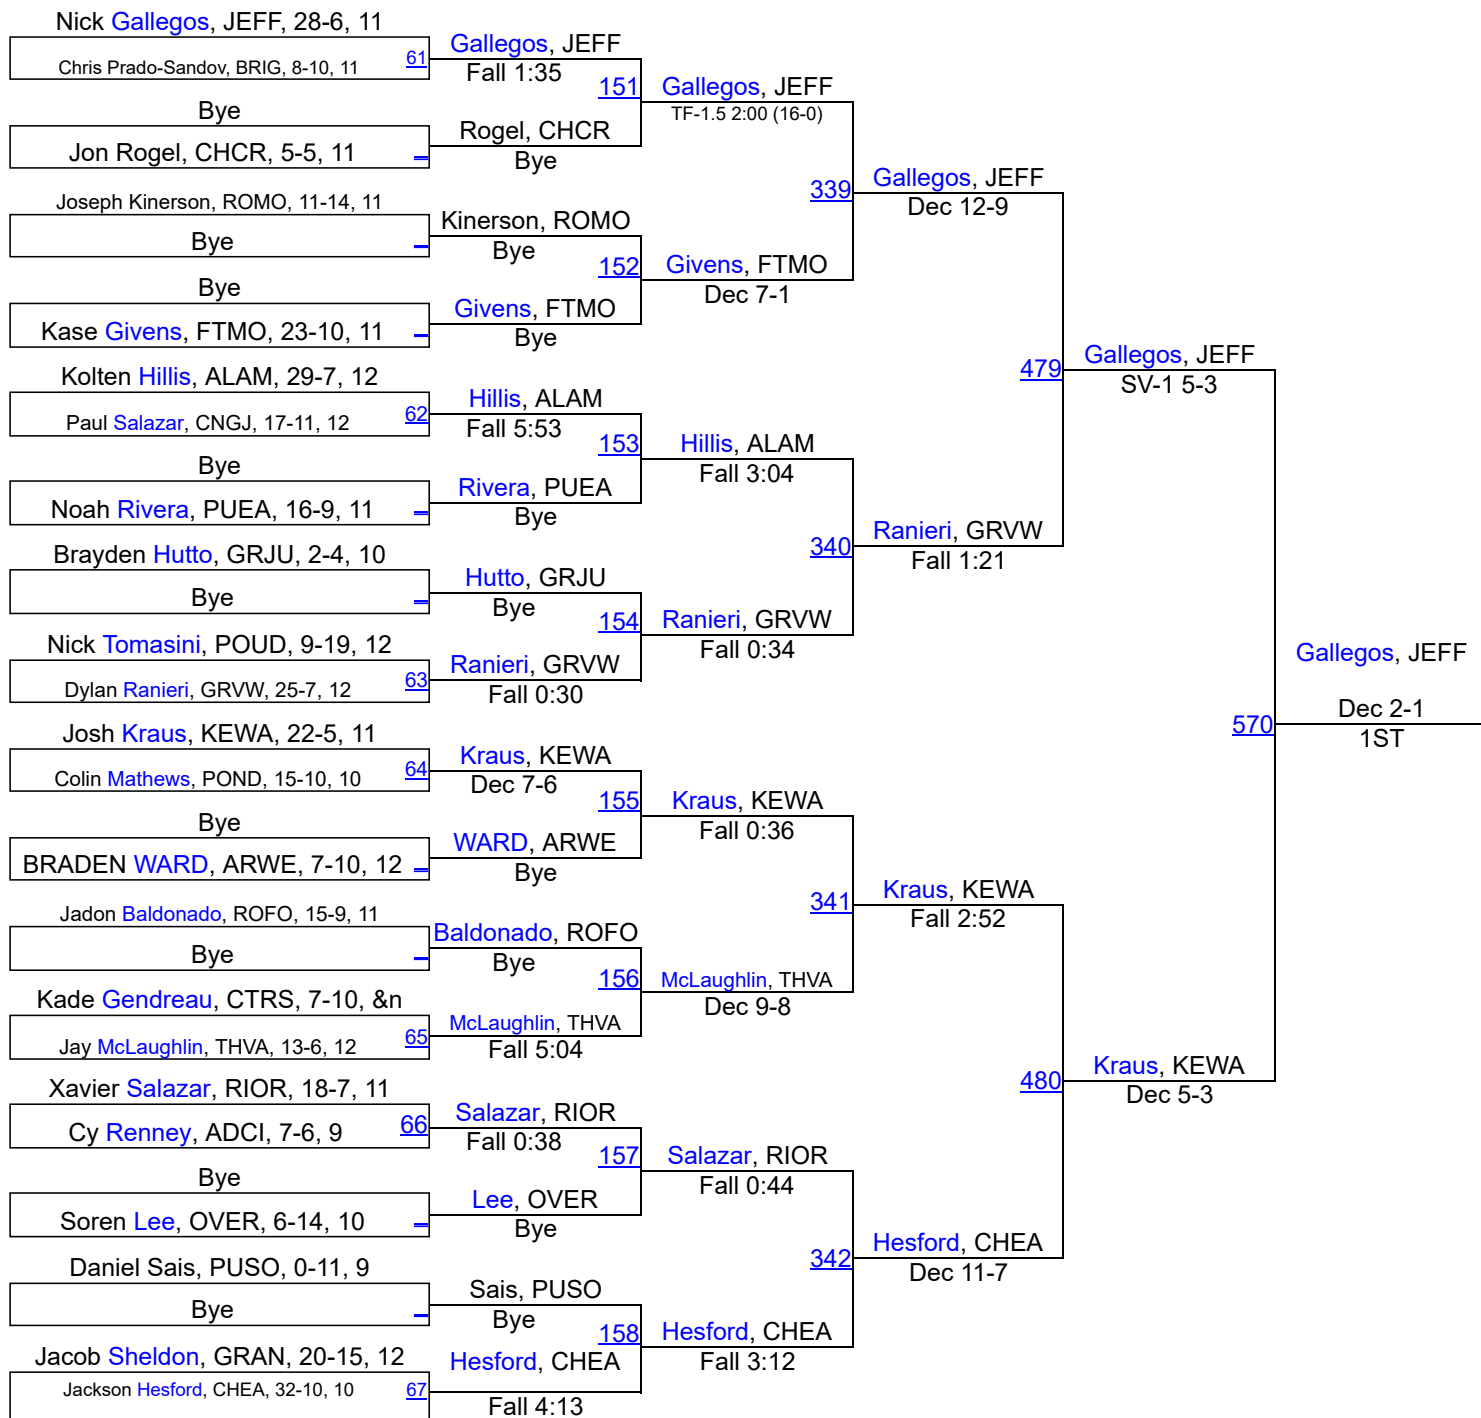 Nick Gallegos, JEFF, 28-6, 11
Chris Prado-Sandov, BRIG, 8-10, 11
61
Bye
Jon Rogel, CHCR, 5-5, 11
Joseph Kinerson, ROMO, 11-14, 11
Bye
Bye
Kase Givens, FTMO, 23-10, 11
Kolten Hillis, ALAM, 29-7, 12
Paul Salazar, CNGJ, 17-11, 12
62
Bye
Noah Rivera, PUEA, 16-9, 11
Brayden Hutto, GRJU, 2-4, 10
Bye
Nick Tomasini, POUD, 9-19, 12
Dylan Ranieri, GRVW, 25-7, 12
63
Josh Kraus, KEWA, 22-5, 11
Colin Mathews, POND, 15-10, 10
64
Bye
BRADEN WARD, ARWE, 7-10, 12
Jadon Baldonado, ROFO, 15-9, 11
Bye
Kade Gendreau, CTRS, 7-10, &n
Jay McLaughlin, THVA, 13-6, 12
65
Xavier Salazar, RIOR, 18-7, 11
Cy Renney, ADCI, 7-6, 9
66
Bye
Soren Lee, OVER, 6-14, 10
Daniel Sais, PUSO, 0-11, 9
Bye
Jacob Sheldon, GRAN, 20-15, 12
Jackson Hesford, CHEA, 32-10, 10
67
Gallegos, JEFF
Fall 1:35
151
Rogel, CHCR
Bye
Kinerson, ROMO
Bye
152
Givens, FTMO
Bye
Hillis, ALAM
Fall 5:53
153
Rivera, PUEA
Bye
Hutto, GRJU
Bye
154
Ranieri, GRVW
Fall 0:30
Kraus, KEWA
Dec 7-6
155
WARD, ARWE
Bye
Baldonado, ROFO
Bye
156
McLaughlin, THVA
Fall 5:04
Salazar, RIOR
Fall 0:38
157
Lee, OVER
Bye
Sais, PUSO
Bye
158
Hesford, CHEA
Fall 4:13
Gallegos, JEFF
TF-1.5 2:00 (16-0)
339
Givens, FTMO
Dec 7-1
Hillis, ALAM
Fall 3:04
340
Ranieri, GRVW
Fall 0:34
Kraus, KEWA
Fall 0:36
341
McLaughlin, THVA
Dec 9-8
Salazar, RIOR
Fall 0:44
342
Hesford, CHEA
Fall 3:12
Gallegos, JEFF
Dec 12-9
479
Ranieri, GRVW
Fall 1:21
Kraus, KEWA
Fall 2:52
480
Hesford, CHEA
Dec 11-7
Gallegos, JEFF
SV-1 5-3
570
Kraus, KEWA
Dec 5-3
Gallegos, JEFF
Dec 2-1
1ST